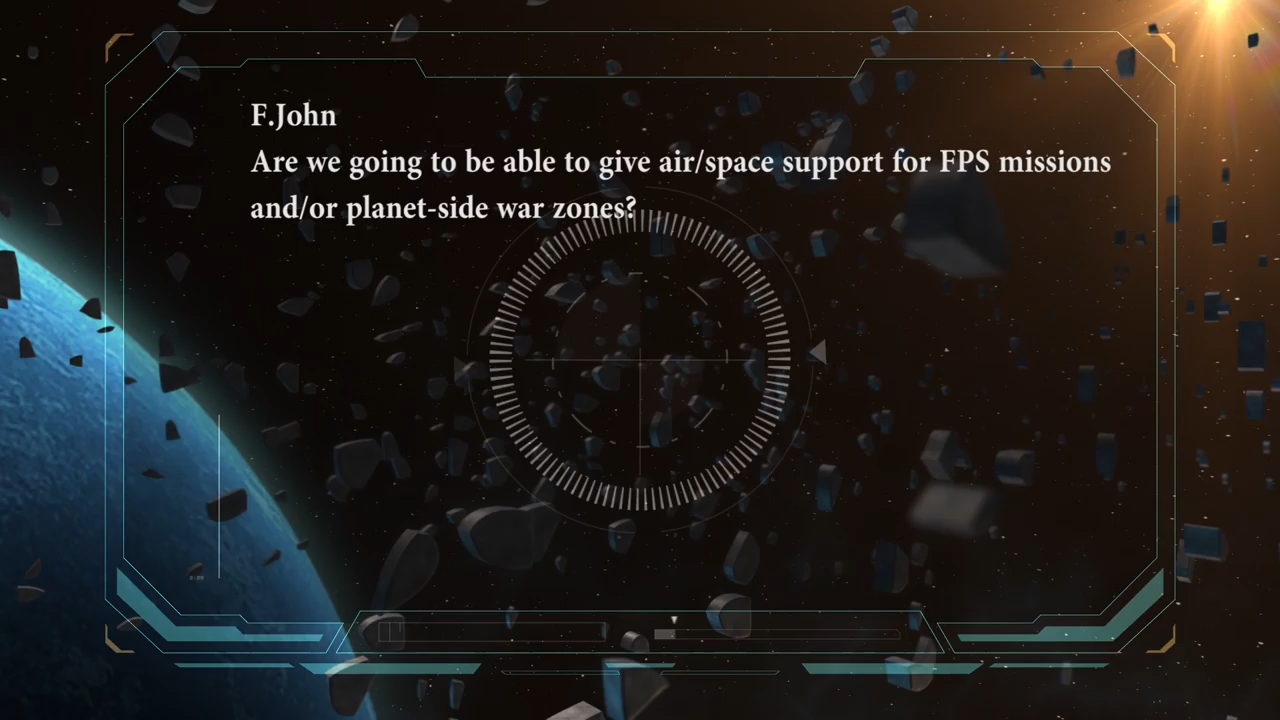 F.John
Are we going to be able to give air/space support for FPS missions
and/or planet-side war zones?